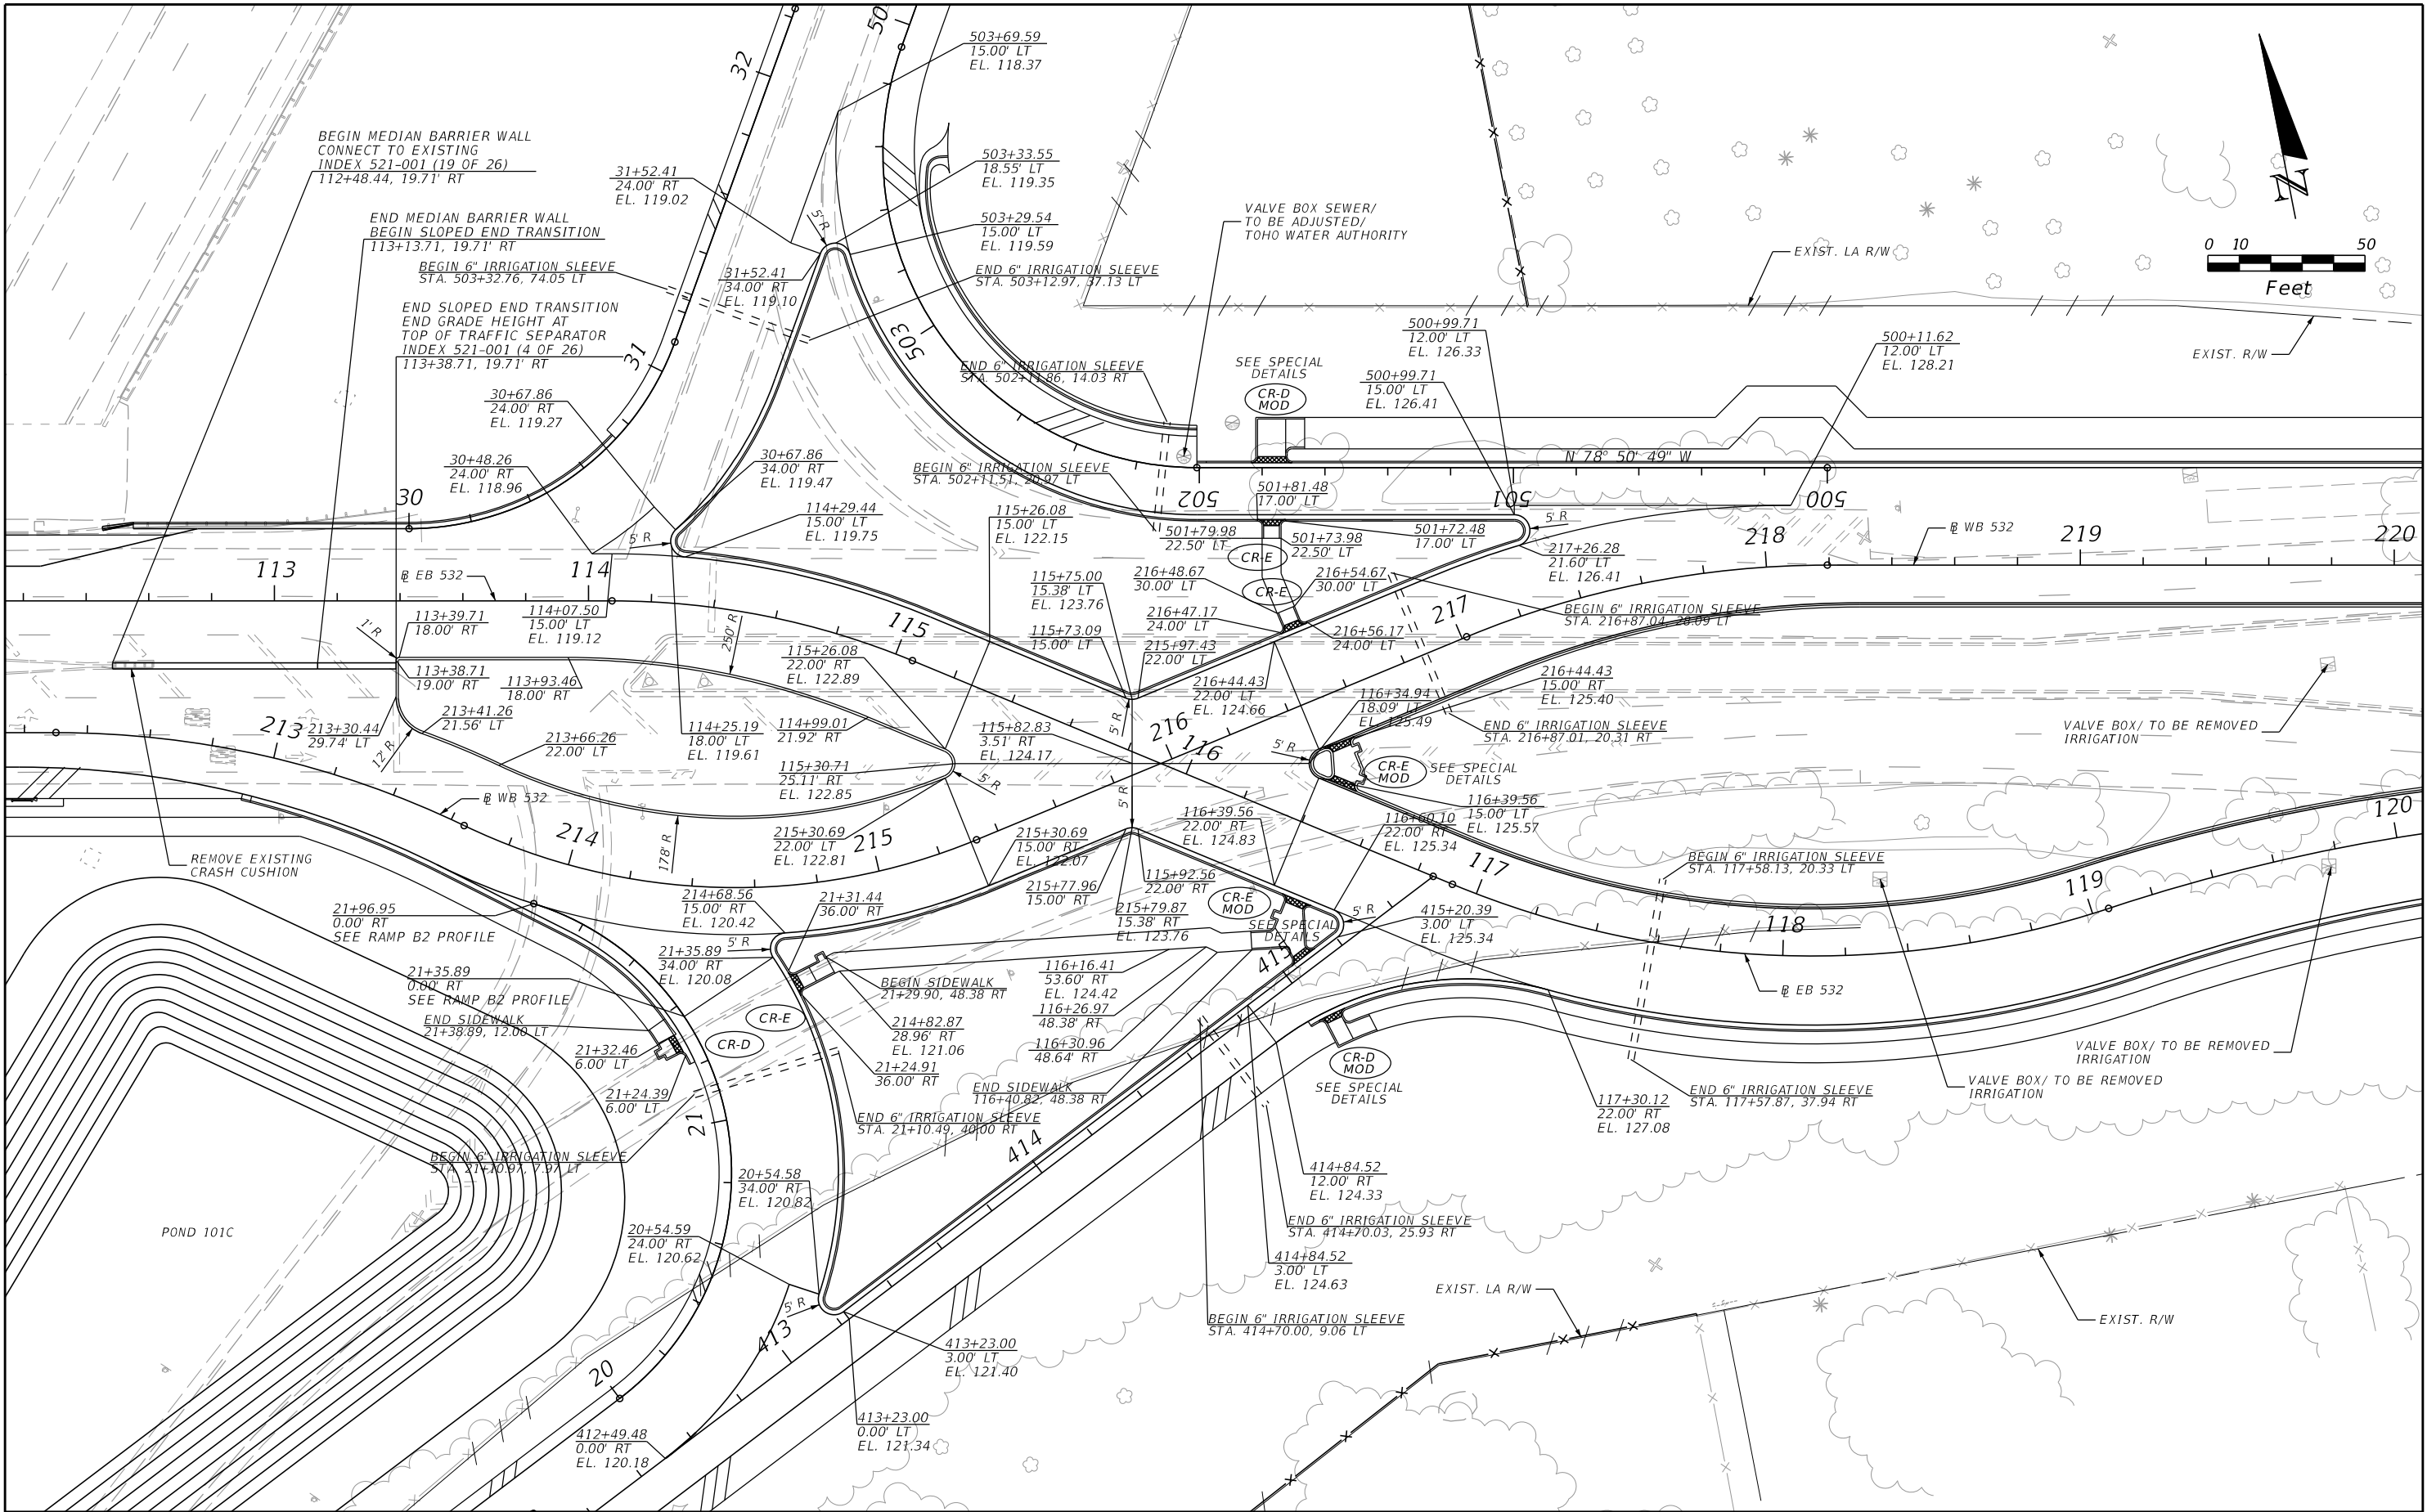 32
50
503+69.59
15.00' LT
EL. 118.37
BEGIN MEDIAN BARRIER WALL
CONNECT TO EXISTING
INDEX 521-001 (19 OF 26)
112+48.44, 19.71' RT
31+52.41
24.00' RT
EL. 119.02
503+33.55
18.55' LT
EL. 119.35
END MEDIAN BARRIER WALL
BEGIN SLOPED END TRANSITION
113+13.71, 19.71' RT
5' R
503+29.54
15.00' LT
EL. 119.59
VALVE BOX SEWER/
TO BE ADJUSTED/
TOHO WATER AUTHORITY
N
EXIST. LA R/W
0 10 50
Feet
BEGIN 6" IRRIGATION SLEEVE
STA. 503+32.76, 74.05 LT
31+52.41
34.00' RT
EL. 119.10
END 6" IRRIGATION SLEEVE
STA. 503+12.97, 37.13 LT
END SLOPED END TRANSITION
END GRADE HEIGHT AT
TOP OF TRAFFIC SEPARATOR
INDEX 521-001 (4 OF 26)
113+38.71, 19.71' RT
31
503
500+99.71
12.00' LT
EL. 126.33
500+11.62
12.00' LT
EL. 128.21
EXIST. R/W
END 6" IRRIGATION SLEEVE
STA. 502+11.86, 14.03 RT
SEE SPECIAL
DETAILS
CR-D
MOD
500+99.71
15.00' LT
EL. 126.41
30+67.86
24.00' RT
EL. 119.27
30+48.26
24.00' RT
EL. 118.96
30+67.86
34.00' RT
EL. 119.47
BEGIN 6" IRRIGATION SLEEVE
STA. 502+11.51, 20.97 LT
N 78° 50' 49" W
30
502
501
500
501+81.48
17.00' LT
114+29.44
15.00' LT
EL. 119.75
115+26.08
15.00' LT
EL. 122.15
5' R
5' R
501+79.98
22.50' LT
501+73.98
22.50' LT
501+72.48
17.00' LT
CR-E
217+26.28
21.60' LT
EL. 126.41
218
℄ WB 532
219
220
113
℄ EB 532
114
115+75.00
15.38' LT
EL. 123.76
216+48.67
30.00' LT
CR-E
216+54.67
30.00' LT
113+39.71
18.00' RT
114+07.50
15.00' LT
EL. 119.12
1' R
250' R
115
115+73.09
15.00' LT
216+47.17
24.00' LT
216+56.17
24.00' LT
217
BEGIN 6" IRRIGATION SLEEVE
STA. 216+87.04, 28.09 LT
115+26.08
22.00' RT
EL. 122.89
215+97.43
22.00' LT
113+38.71
19.00' RT
113+93.46
18.00' RT
216+44.43
22.00' LT
EL. 124.66
116+34.94
18.09' LT
EL. 125.49
216+44.43
15.00' RT
EL. 125.40
213
213+30.44
29.74' LT
213+41.26
21.56' LT
213+66.26
22.00' LT
12' R
114+25.19
18.00' LT
EL. 119.61
114+99.01
21.92' RT
115+82.83
3.51' RT
EL. 124.17
5' R
216
116
5' R
END 6" IRRIGATION SLEEVE
STA. 216+87.01, 20.31 RT
VALVE BOX/ TO BE REMOVED
IRRIGATION
115+30.71
25.11' RT
EL. 122.85
5' R
5' R
CR-E
MOD
SEE SPECIAL
DETAILS
℄ WB 532
214
178' R
215+30.69
22.00' LT
EL. 122.81
215
116+39.56
22.00' RT
EL. 124.83
116+60.10
22.00' RT
EL. 125.34
116+39.56
15.00' LT
EL. 125.57
120
REMOVE EXISTING
CRASH CUSHION
215+30.69
15.00' RT
EL. 122.07
117
BEGIN 6" IRRIGATION SLEEVE
STA. 117+58.13, 20.33 LT
119
21+96.95
0.00' RT
SEE RAMP B2 PROFILE
214+68.56
15.00' RT
EL. 120.42
21+31.44
36.00' RT
215+77.96
15.00' RT
115+92.56
22.00' RT
CR-E
MOD
215+79.87
15.38' RT
EL. 123.76
SEE SPECIAL
DETAILS
5' R
415+20.39
3.00' LT
EL. 125.34
118
5' R
21+35.89
34.00' RT
EL. 120.08
415
21+35.89
0.00' RT
SEE RAMP B2 PROFILE
BEGIN SIDEWALK
21+29.90, 48.38 RT
116+16.41
53.60' RT
EL. 124.42
℄ EB 532
END SIDEWALK
21+38.89, 12.00 LT
CR-E
CR-D
214+82.87
28.96' RT
EL. 121.06
116+26.97
48.38' RT
116+30.96
48.64' RT
21+32.46
6.00' LT
21+24.91
36.00' RT
CR-D
MOD
SEE SPECIAL
DETAILS
VALVE BOX/ TO BE REMOVED
IRRIGATION
VALVE BOX/ TO BE REMOVED
IRRIGATION
21+24.39
6.00' LT
END SIDEWALK
116+40.82, 48.38 RT
END 6" IRRIGATION SLEEVE
STA. 21+10.49, 40.00 RT
117+30.12
22.00' RT
EL. 127.08
END 6" IRRIGATION SLEEVE
STA. 117+57.87, 37.94 RT
21
414
BEGIN 6" IRRIGATION SLEEVE
STA. 21+10.97, 7.97 LT
20+54.58
34.00' RT
EL. 120.82
414+84.52
12.00' RT
EL. 124.33
POND 101C
20+54.59
24.00' RT
EL. 120.62
END 6" IRRIGATION SLEEVE
STA. 414+70.03, 25.93 RT
414+84.52
3.00' LT
EL. 124.63
5' R
413
EXIST. LA R/W
EXIST. R/W
BEGIN 6" IRRIGATION SLEEVE
STA. 414+70.00, 9.06 LT
413+23.00
3.00' LT
EL. 121.40
20
413+23.00
0.00' LT
EL. 121.34
412+49.48
0.00' RT
EL. 120.18